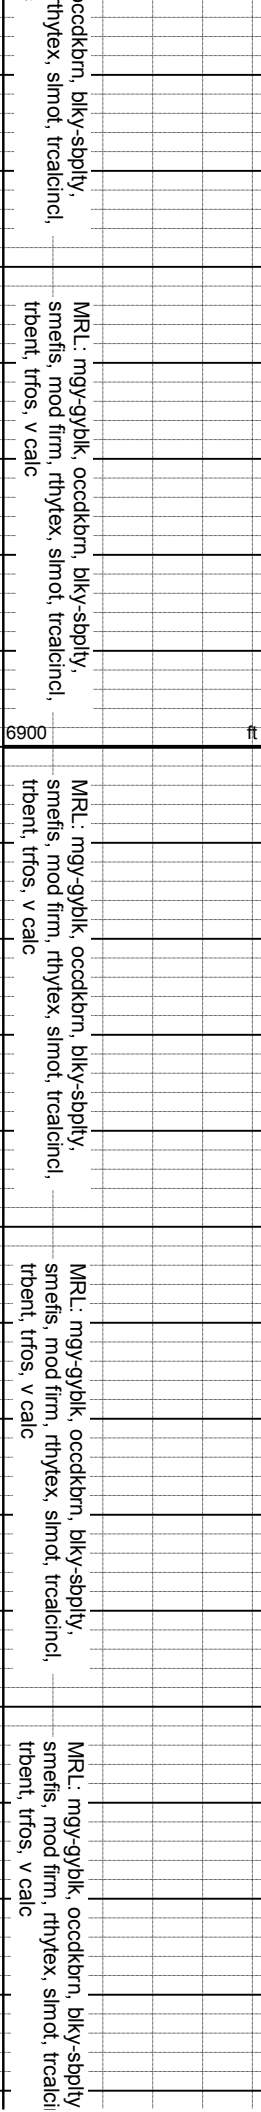 occdkbrn, blky-sbplty,
rthytex, slmot, trcalcincl,
MRL: mgy-gyblk, occdkbrn, blky-sbplty,
smefis, mod firm, rthytex, slmot, trcalcincl,
trbent, trfos, v calc
6900 ft
MRL: mgy-gyblk, occdkbrn, blky-sbplty,
smefis, mod firm, rthytex, slmot, trcalcincl,
trbent, trfos, v calc
MRL: mgy-gyblk, occdkbrn, blky-sbplty,
smefis, mod firm, rthytex, slmot, trcalcincl,
trbent, trfos, v calc
MRL: mgy-gyblk, occdkbrn, blky-sbplty
smefis, mod firm, rthytex, slmot, trcalci
trbent, trfos, v calc